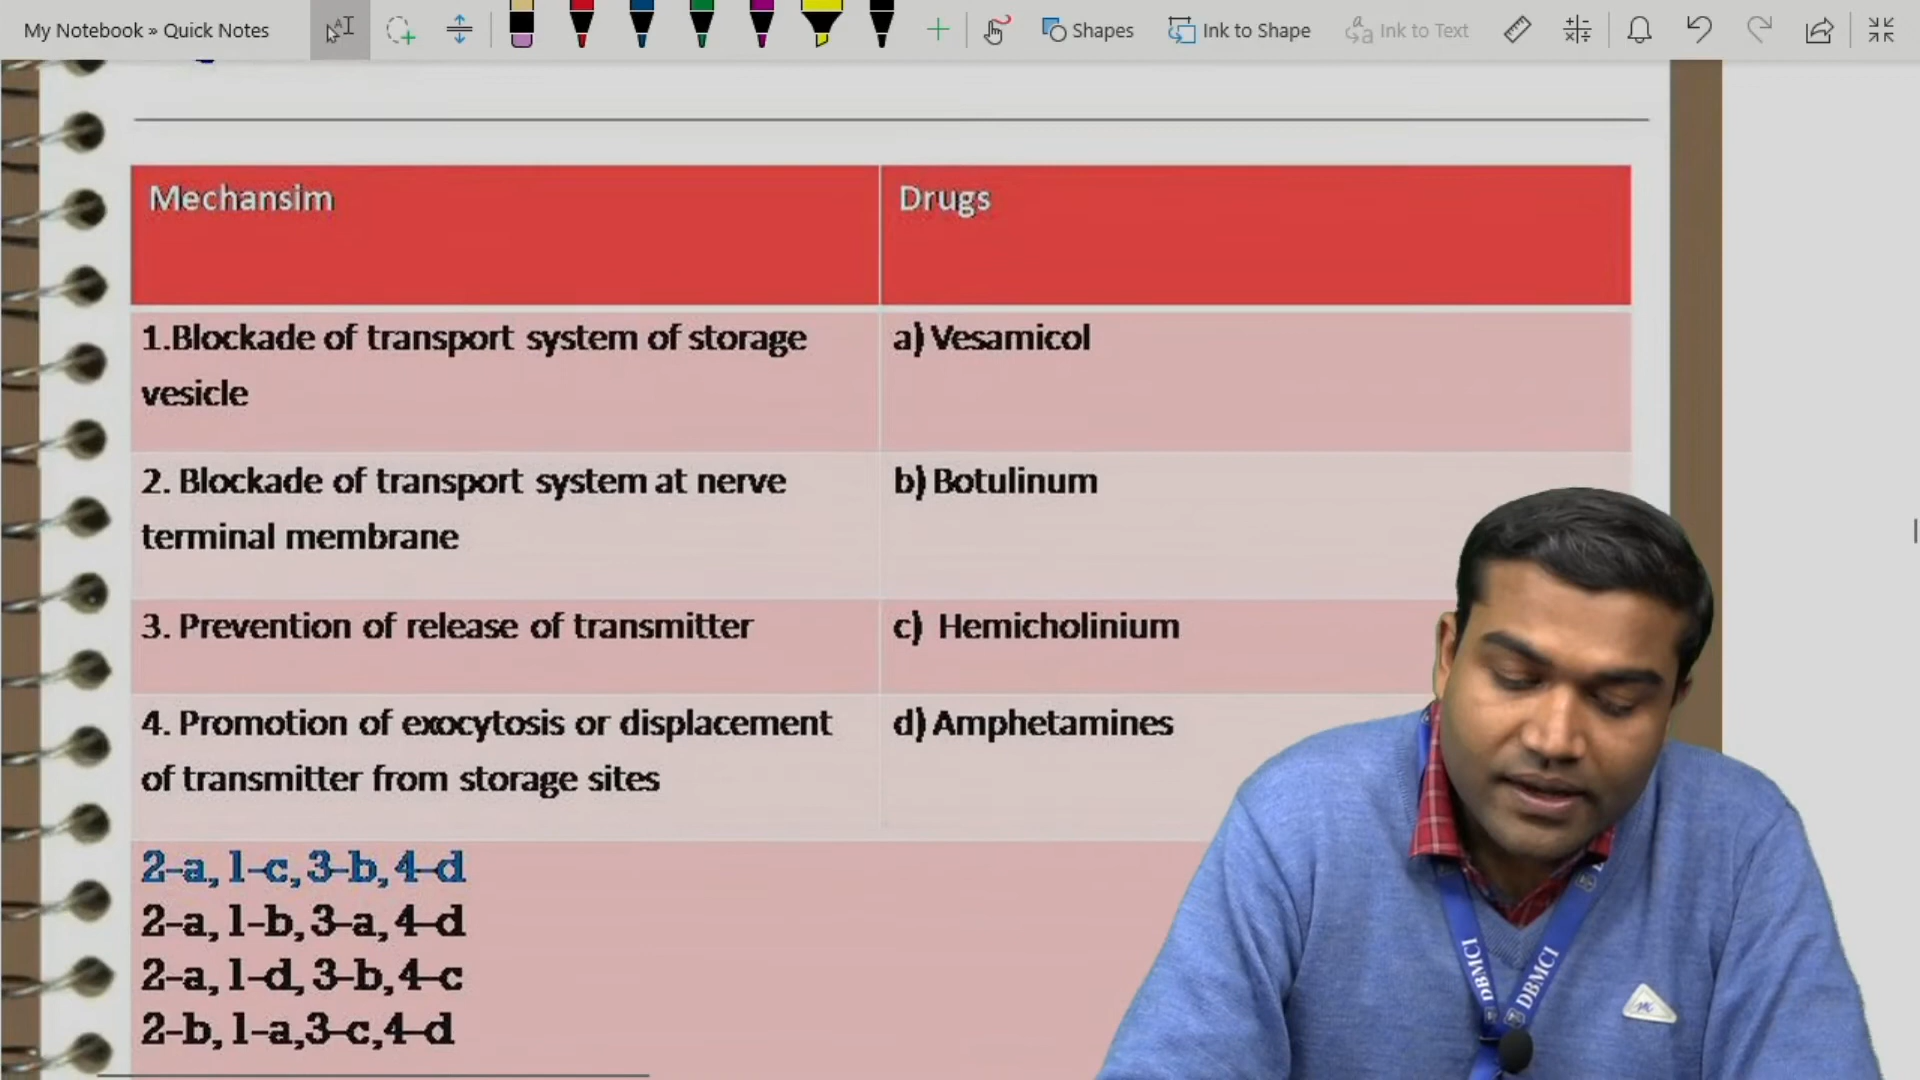 My Notebook » Quick Notes
Shapes
Ink to Shape
Ink to Text
Mechansim
Drugs
1.Blockade of transport system of storage
vesicle
a) Vesamicol
2. Blockade of transport system at nerve
terminal membrane
b) Botulinum
3. Prevention of release of transmitter
c) Hemicholinium
4. Promotion of exocytosis or displacement
of transmitter from storage sites
d) Amphetamines
2-a, 1-c, 3-b, 4-d
2-a, 1-b, 3-a, 4-d
2-a, 1-d, 3-b, 4-c
2-b, 1-a,3-c,4-d
DBMCI
DBMCI